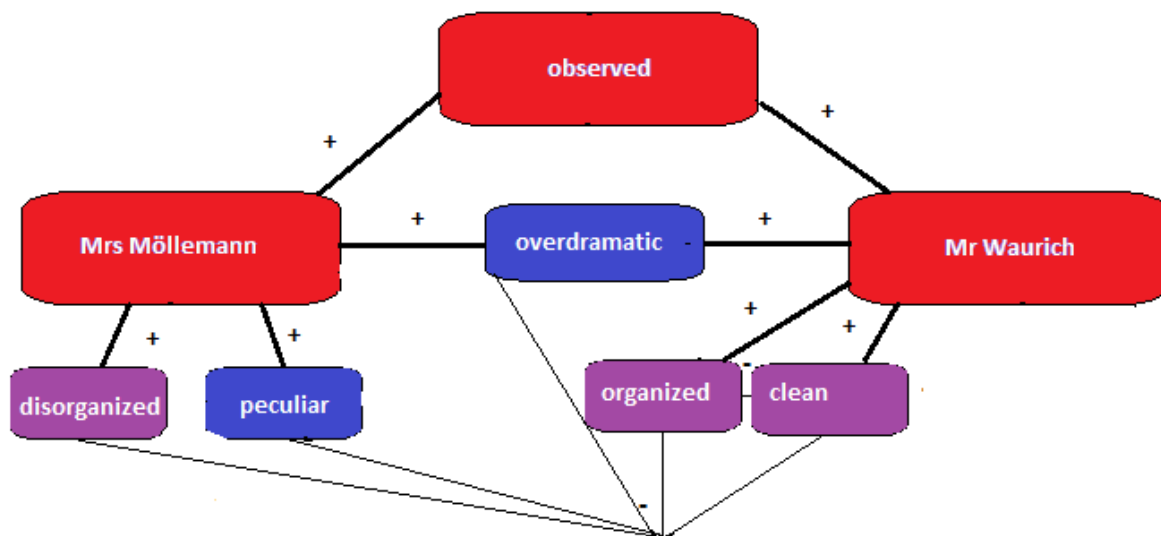 observed
+
+
Mrs Möllemann
+
overdramatic
+
Mr Waurich
+
+
+
+
-
disorganized
peculiar
organized
clean
-